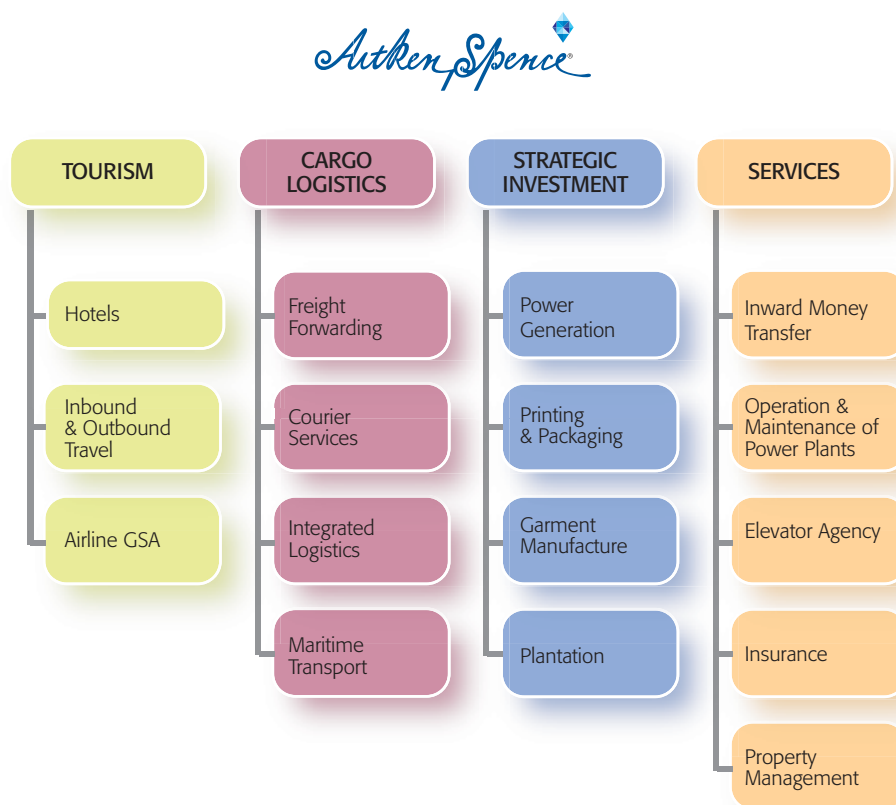 Aitken Spence®
TOURISM
Hotels
Inbound
& Outbound
Travel
Airline GSA
CARGO
LOGISTICS
Freight
Forwarding
Courier
Services
Integrated
Logistics
Maritime
Transport
STRATEGIC
INVESTMENT
Power
Generation
Printing
& Packaging
Garment
Manufacture
Plantation
SERVICES
Inward Money
Transfer
Operation &
Maintenance of
Power Plants
Elevator Agency
Insurance
Property
Management